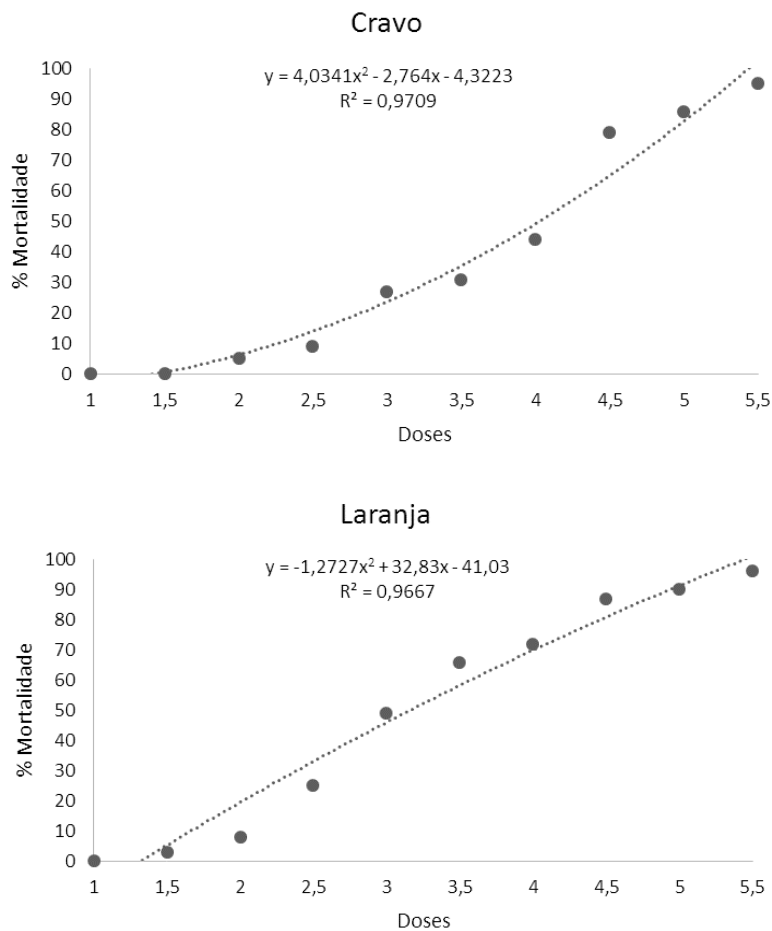 Cravo
y = 4,0341x² - 2,764x - 4,3223
R² = 0,9709
100
90
80
70
60
50
40
30
20
10
0
% Mortalidade
1 1,5 2 2,5 3 3,5 4 4,5 5 5,5
Doses
Laranja
y = -1,2727x² + 32,83x - 41,03
R² = 0,9667
100
90
80
70
60
50
40
30
20
10
0
% Mortalidade
1 1,5 2 2,5 3 3,5 4 4,5 5 5,5
Doses